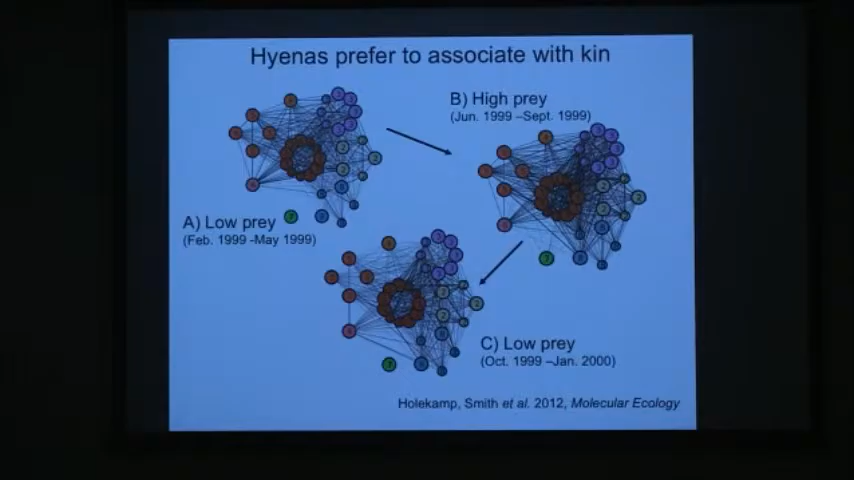 Hyenas prefer to associate with kin
B) High prey
(Jun. 1999 –Sept. 1999)
A) Low prey
(Feb. 1999 -May 1999)
C) Low prey
(Oct. 1999 –Jan. 2000)
Holekamp, Smith et al. 2012, Molecular Ecology